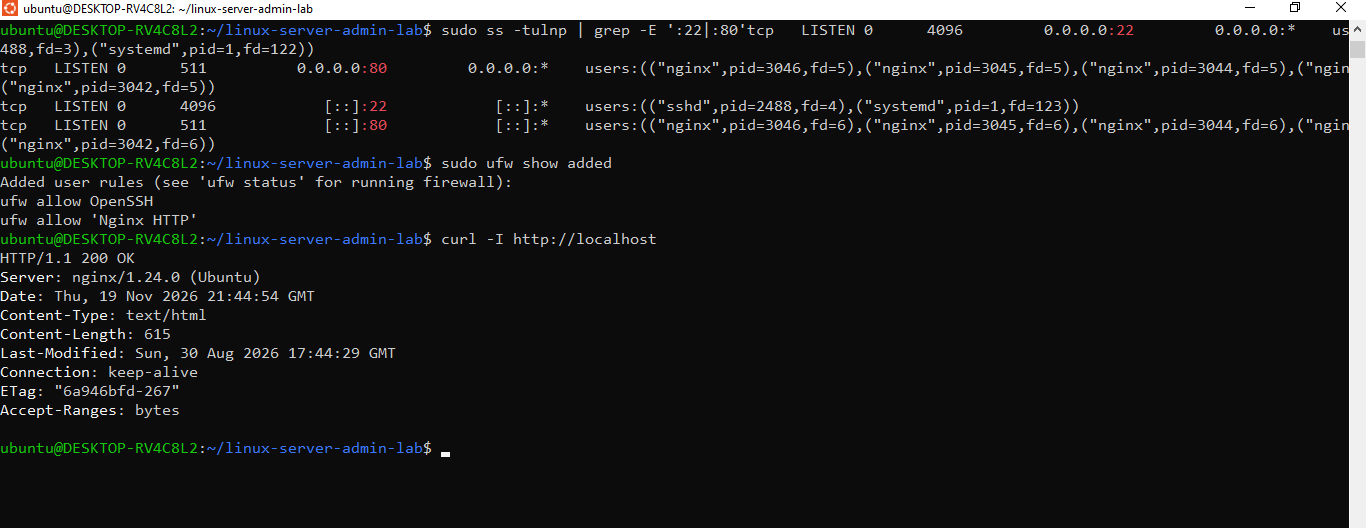 ubuntu@DESKTOP-RV4C8L2: ~/linux-server-admin-lab
ubuntu@DESKTOP-RV4C8L2:~/linux-server-admin-lab$ sudo ss -tulnp | grep -E ':22|:80'tcp   LISTEN 0      4096         0.0.0.0:22         0.0.0.0:*    us
488,fd=3),("systemd",pid=1,fd=122))
tcp   LISTEN 0      511          0.0.0.0:80         0.0.0.0:*    users:(("nginx",pid=3046,fd=5),("nginx",pid=3045,fd=5),("nginx",pid=3044,fd=5),("ngin
("nginx",pid=3042,fd=5))
tcp   LISTEN 0      4096            [::]:22            [::]:*    users:(("sshd",pid=2488,fd=4),("systemd",pid=1,fd=123))
tcp   LISTEN 0      511             [::]:80            [::]:*    users:(("nginx",pid=3046,fd=6),("nginx",pid=3045,fd=6),("nginx",pid=3044,fd=6),("ngin
("nginx",pid=3042,fd=6))
ubuntu@DESKTOP-RV4C8L2:~/linux-server-admin-lab$ sudo ufw show added
Added user rules (see 'ufw status' for running firewall):
ufw allow OpenSSH
ufw allow 'Nginx HTTP'
ubuntu@DESKTOP-RV4C8L2:~/linux-server-admin-lab$ curl -I http://localhost
HTTP/1.1 200 OK
Server: nginx/1.24.0 (Ubuntu)
Date: Thu, 19 Nov 2026 21:44:54 GMT
Content-Type: text/html
Content-Length: 615
Last-Modified: Sun, 30 Aug 2026 17:44:29 GMT
Connection: keep-alive
ETag: "6a946bfd-267"
Accept-Ranges: bytes
ubuntu@DESKTOP-RV4C8L2:~/linux-server-admin-lab$